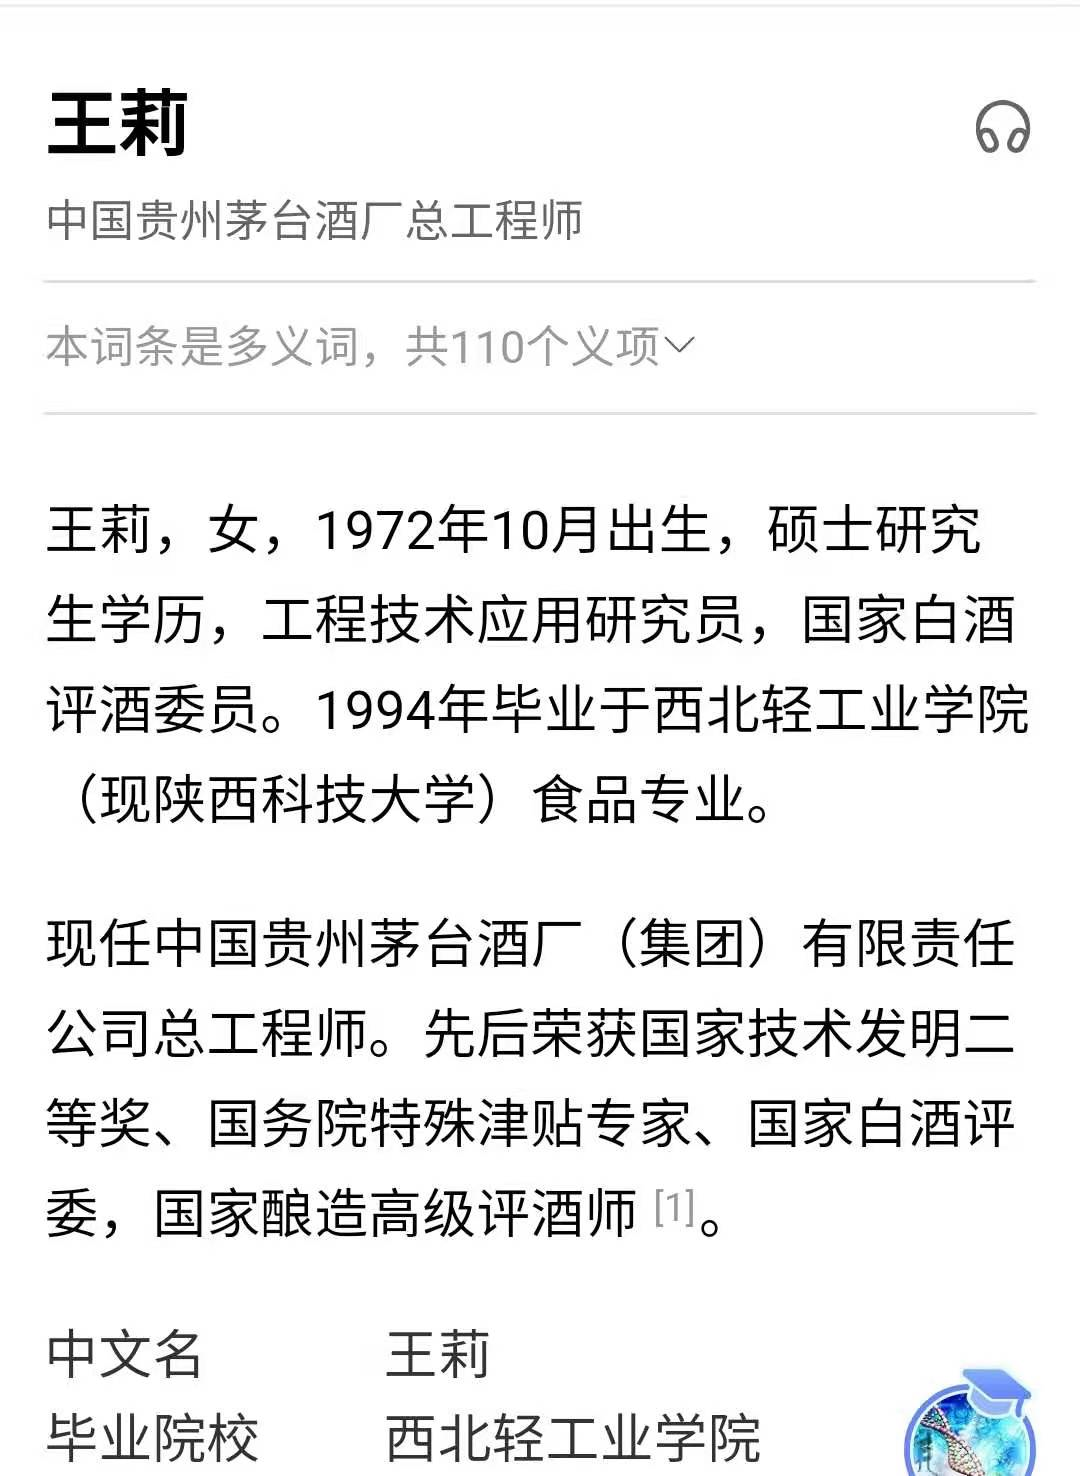 王莉
中国贵州茅台酒厂总工程师
本词条是多义词，共110个义项
王莉，女，1972年10月出生，硕士研究
生学历，工程技术应用研究员，国家白酒
评酒委员。1994年毕业于西北轻工业学院
（现陕西科技大学）食品专业。
现任中国贵州茅台酒厂（集团）有限责任
公司总工程师。先后荣获国家技术发明二
等奖、国务院特殊津贴专家、国家白酒评
委，国家酿造高级评酒师 [1]。
中文名 王莉
毕业院校 西北轻工业学院